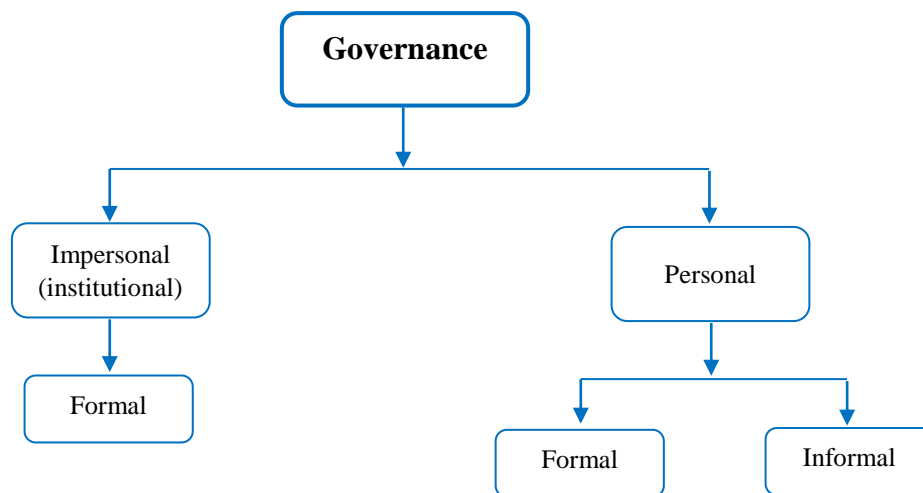 Governance
Impersonal
(institutional)
Personal
Formal
Formal
Informal